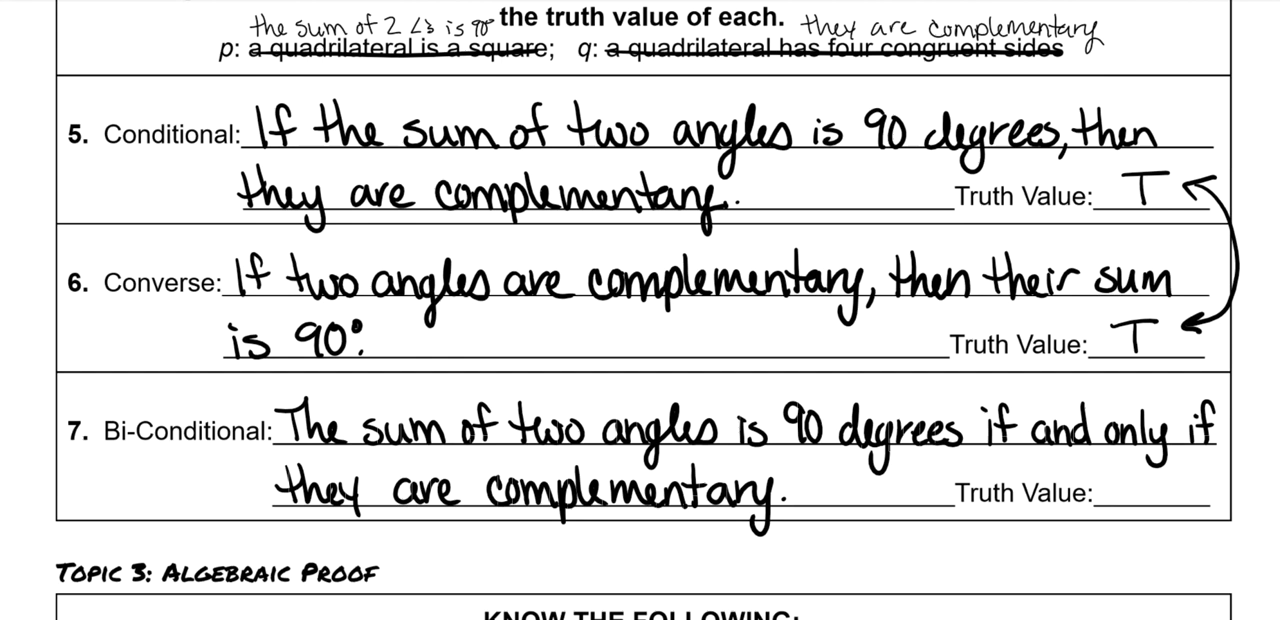 the sum of 2 ∠s is 90° the truth value of each. they are complementary
p: a quadrilateral is a square; q: a quadrilateral has four congruent sides
5. Conditional: If the sum of two angles is 90 degrees, then
they are complementary. Truth Value: T
6. Converse: If two angles are complementary, then their sum
is 90°. Truth Value: T
7. Bi-Conditional: The sum of two angles is 90 degrees if and only if
they are complementary. Truth Value:
TOPIC 3: ALGEBRAIC PROOF
KNOW THE FOLLOWING: